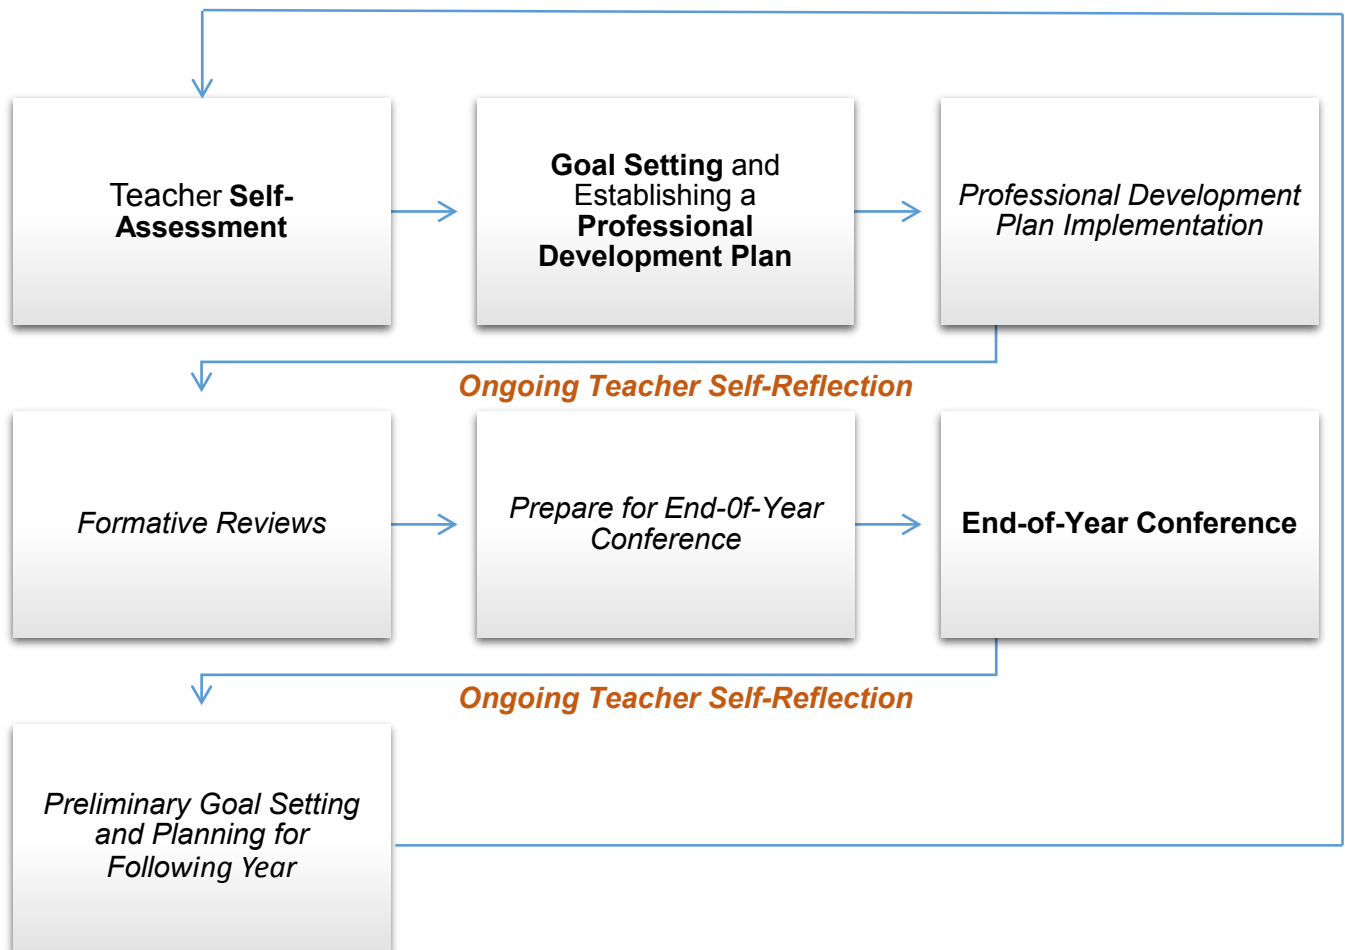 Teacher Self-
Assessment
Goal Setting and
Establishing a
Professional
Development Plan
Professional Development
Plan Implementation
Ongoing Teacher Self-Reflection
Formative Reviews
Prepare for End-0f-Year
Conference
End-of-Year Conference
Ongoing Teacher Self-Reflection
Preliminary Goal Setting
and Planning for
Following Year